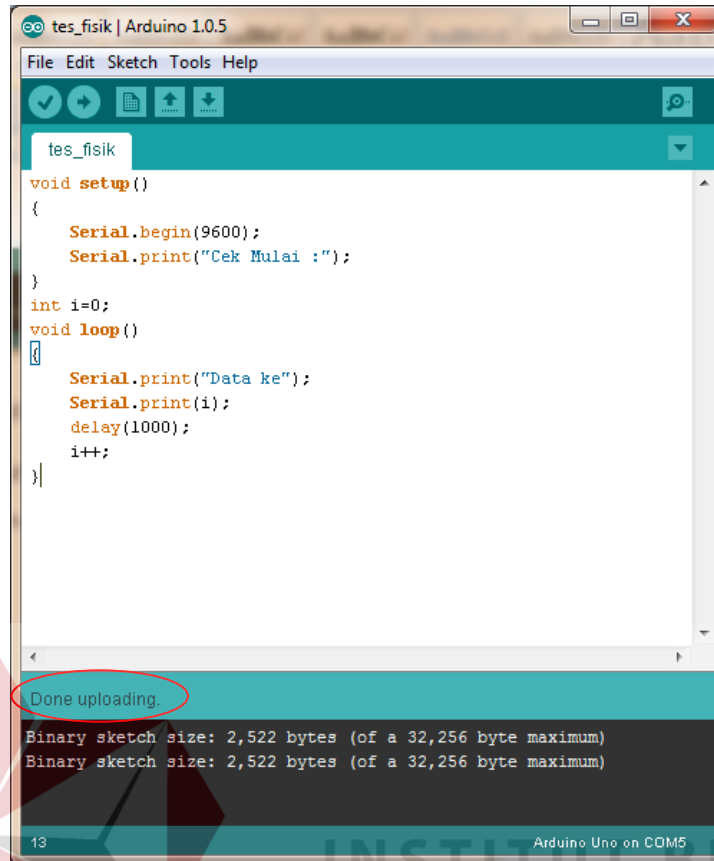 tes_fisik | Arduino 1.0.5
File Edit Sketch Tools Help
tes_fisik
void setup()
{
    Serial.begin(9600);
    Serial.print("Cek Mulai :");
}
int i=0;
void loop()
{
    Serial.print("Data ke");
    Serial.print(i);
    delay(1000);
    i++;
}
Done uploading.
Binary sketch size: 2,522 bytes (of a 32,256 byte maximum)
Binary sketch size: 2,522 bytes (of a 32,256 byte maximum)
13
Arduino Uno on COM5